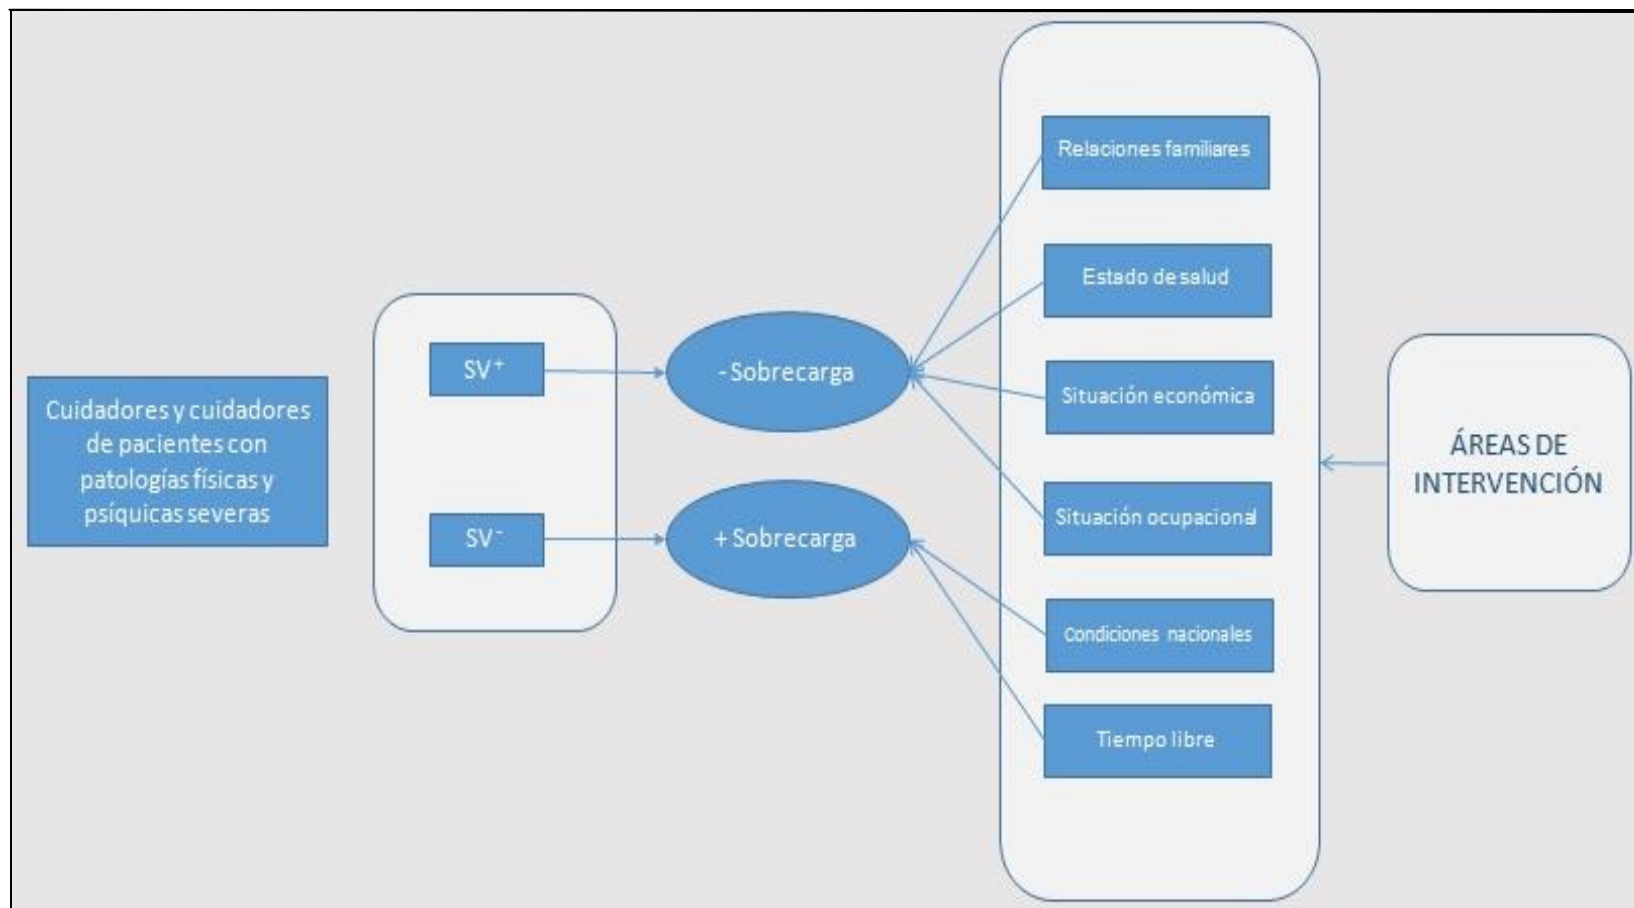 Cuidadores y cuidadores
de pacientes con
patologías físicas y
psíquicas severas
SV⁺
SV⁻
- Sobrecarga
+ Sobrecarga
Relaciones familiares
Estado de salud
Situación económica
Situación ocupacional
Condiciones nacionales
Tiempo libre
ÁREAS DE
INTERVENCIÓN